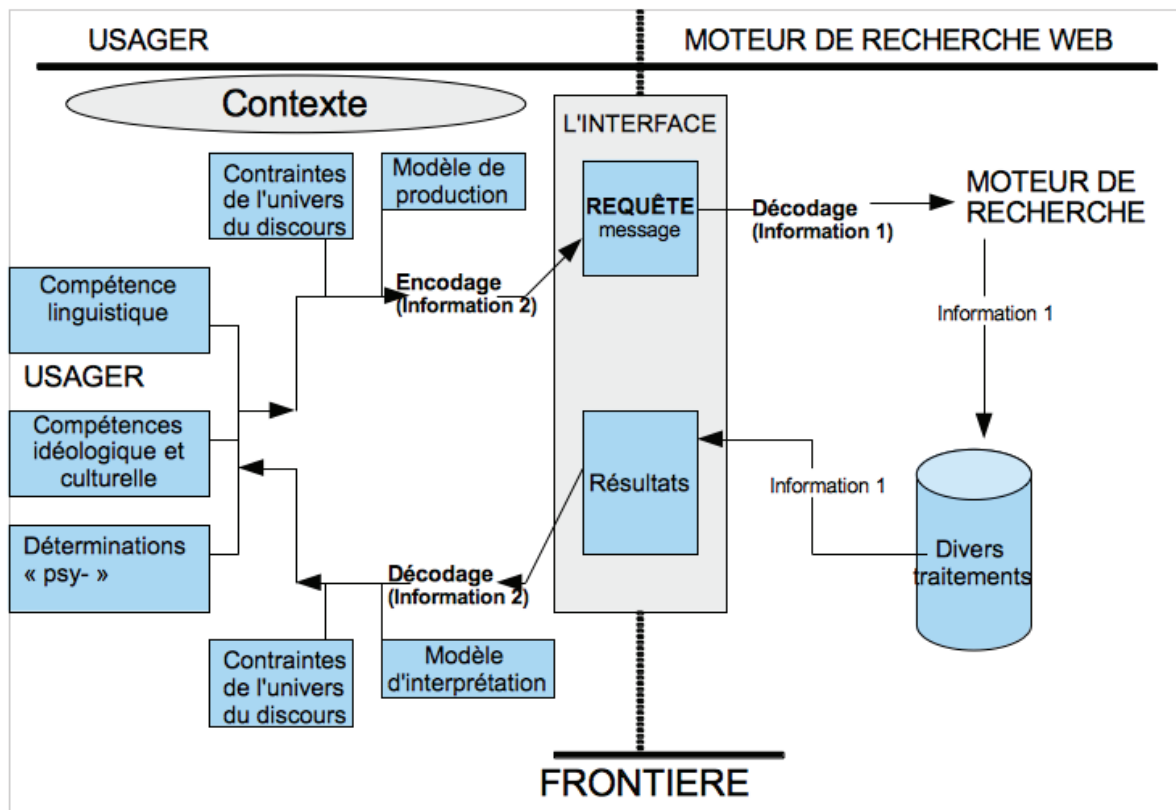 USAGER
MOTEUR DE RECHERCHE WEB
Contexte
L'INTERFACE
Contraintes
de l'univers
du discours
Modèle de
production
REQUÊTE
message
Décodage
(Information 1)
MOTEUR DE
RECHERCHE
Encodage
(Information 2)
Compétence
linguistique
Information 1
USAGER
Compétences
idéologique et
culturelle
Résultats
Information 1
Déterminations
« psy- »
Divers
traitements
Décodage
(Information 2)
Contraintes
de l'univers
du discours
Modèle
d'interprétation
FRONTIERE